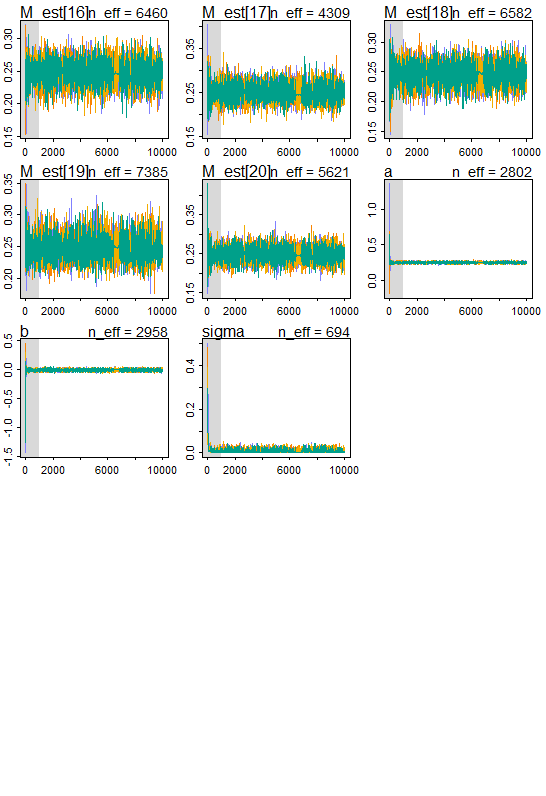 M_est[16] n_eff = 6460
M_est[17] n_eff = 4309
M_est[18] n_eff = 6582
0.15 0.20 0.25 0.30
0.15 0.25 0.35
0.15 0.20 0.25 0.30
0 2000 6000 10000
0 2000 6000 10000
0 2000 6000 10000
M_est[19] n_eff = 7385
M_est[20] n_eff = 5621
a n_eff = 2802
0.20 0.25 0.30 0.35
0.15 0.25 0.35
0.0 0.5 1.0
0 2000 6000 10000
0 2000 6000 10000
0 2000 6000 10000
b n_eff = 2958
sigma n_eff = 694
-1.5 -1.0 -0.5 0.0 0.5
0.0 0.2 0.4
0 2000 6000 10000
0 2000 6000 10000